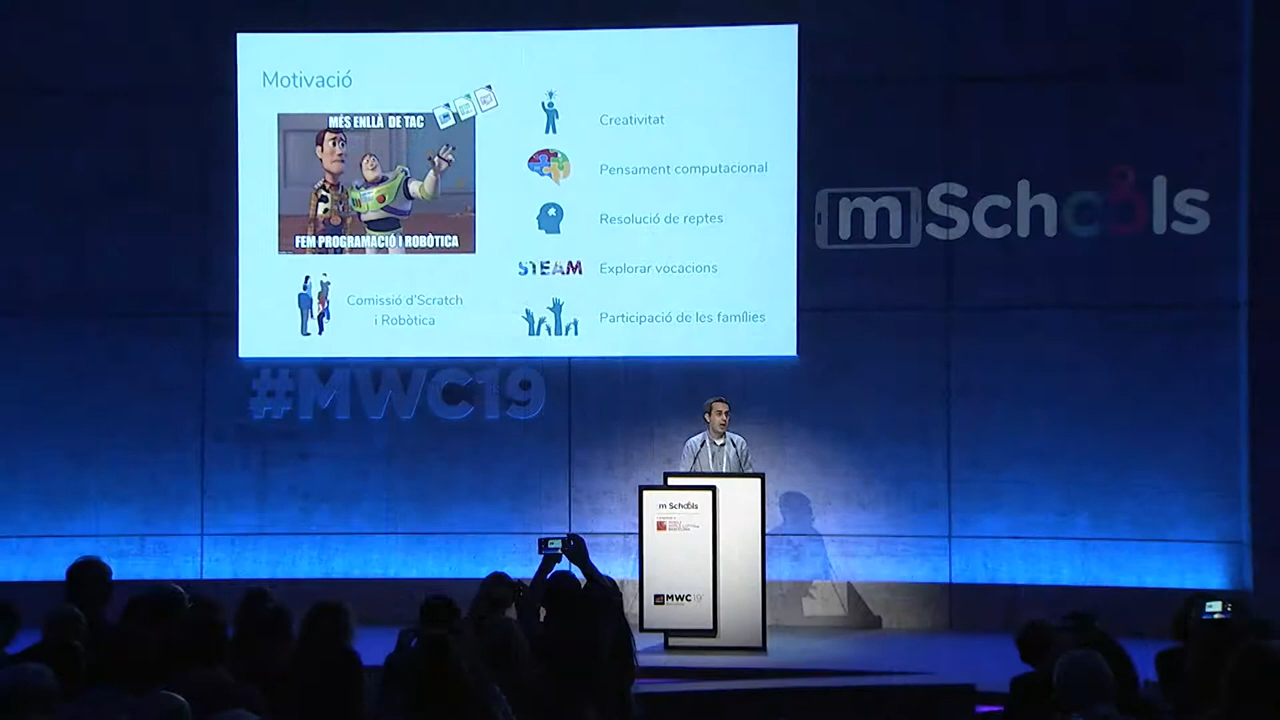 Motivació
MÉS ENLLÀ DE TAC
FEM PROGRAMACIÓ I ROBÒTICA
Comissió d'Scratch
i Robòtica
Creativitat
Pensament computacional
Resolució de reptes
STEAM
Explorar vocacions
Participació de les famílies
mSchools
#MWC19
m Schools
MWC19